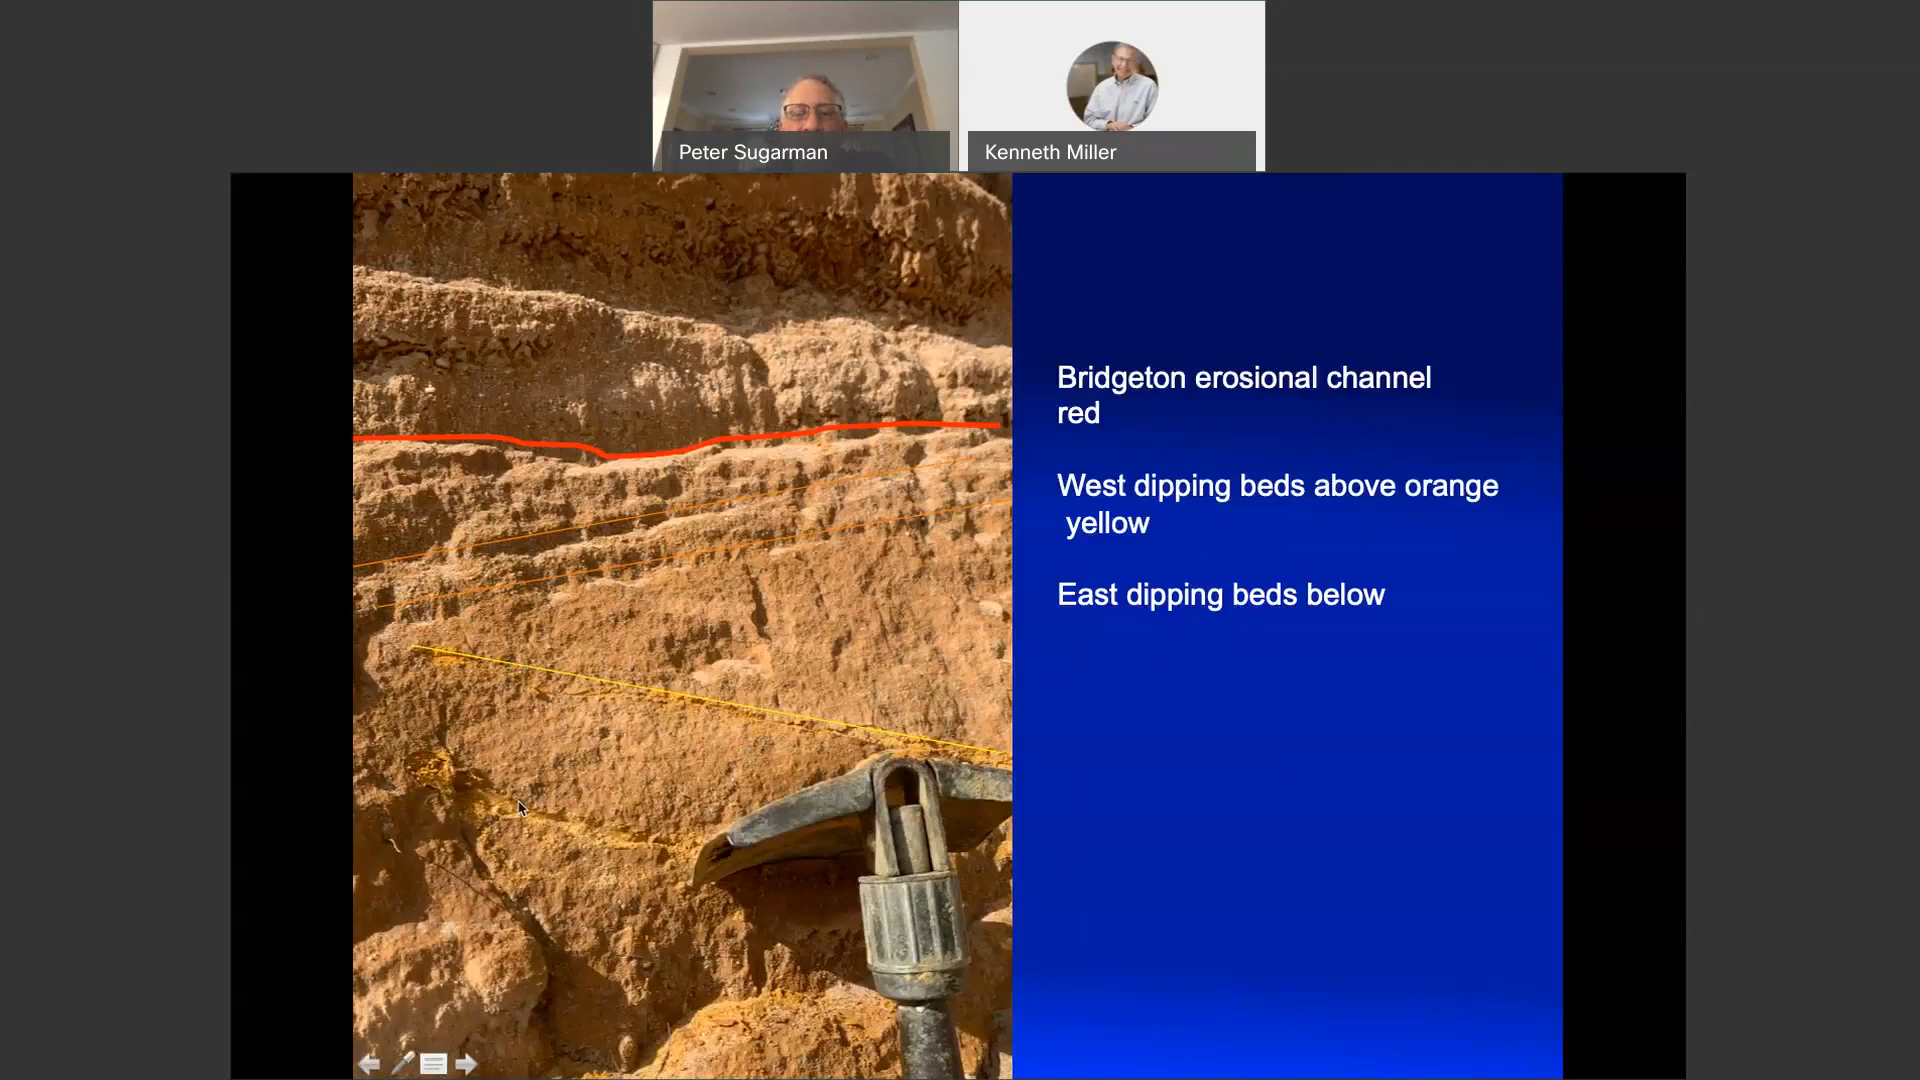 Peter Sugarman
Kenneth Miller
Bridgeton erosional channel
red
West dipping beds above orange
yellow
East dipping beds below